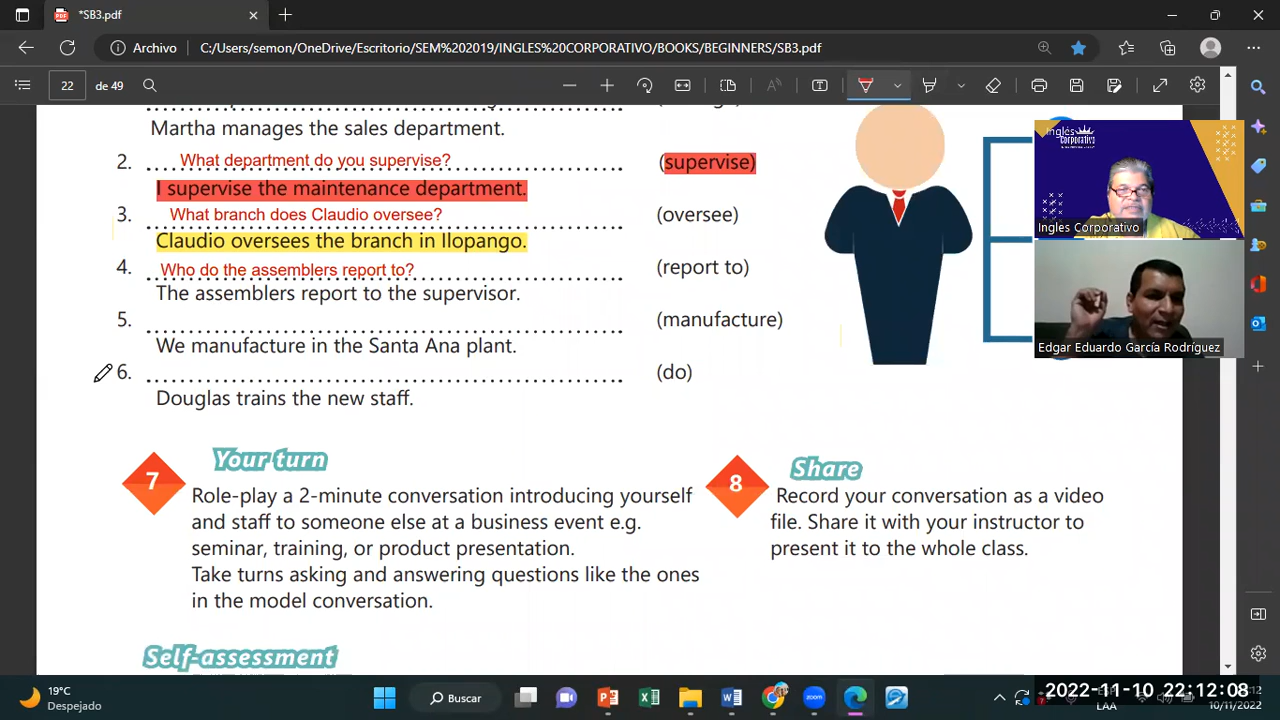 *SB3.pdf
Archivo
C:/Users/semon/OneDrive/Escritorio/SEM%202019/INGLES%20CORPORATIVO/BOOKS/BEGINNERS/SB3.pdf
22 de 49
Martha manages the sales department.
2. What department do you supervise? (supervise)
I supervise the maintenance department.
3. What branch does Claudio oversee? (oversee)
Claudio oversees the branch in Ilopango.
4. Who do the assemblers report to? (report to)
The assemblers report to the supervisor.
5. (manufacture)
We manufacture in the Santa Ana plant.
6. (do)
Douglas trains the new staff.
Inglés
Corporativo
Ingles Corporativo
Edgar Eduardo García Rodríguez
7 Your turn
Role-play a 2-minute conversation introducing yourself
and staff to someone else at a business event e.g.
seminar, training, or product presentation.
Take turns asking and answering questions like the ones
in the model conversation.
8 Share
Record your conversation as a video
file. Share it with your instructor to
present it to the whole class.
Self-assessment
19°C
Despejado
Buscar
LAA
2022-11-10 22:12:08
10/11/2022